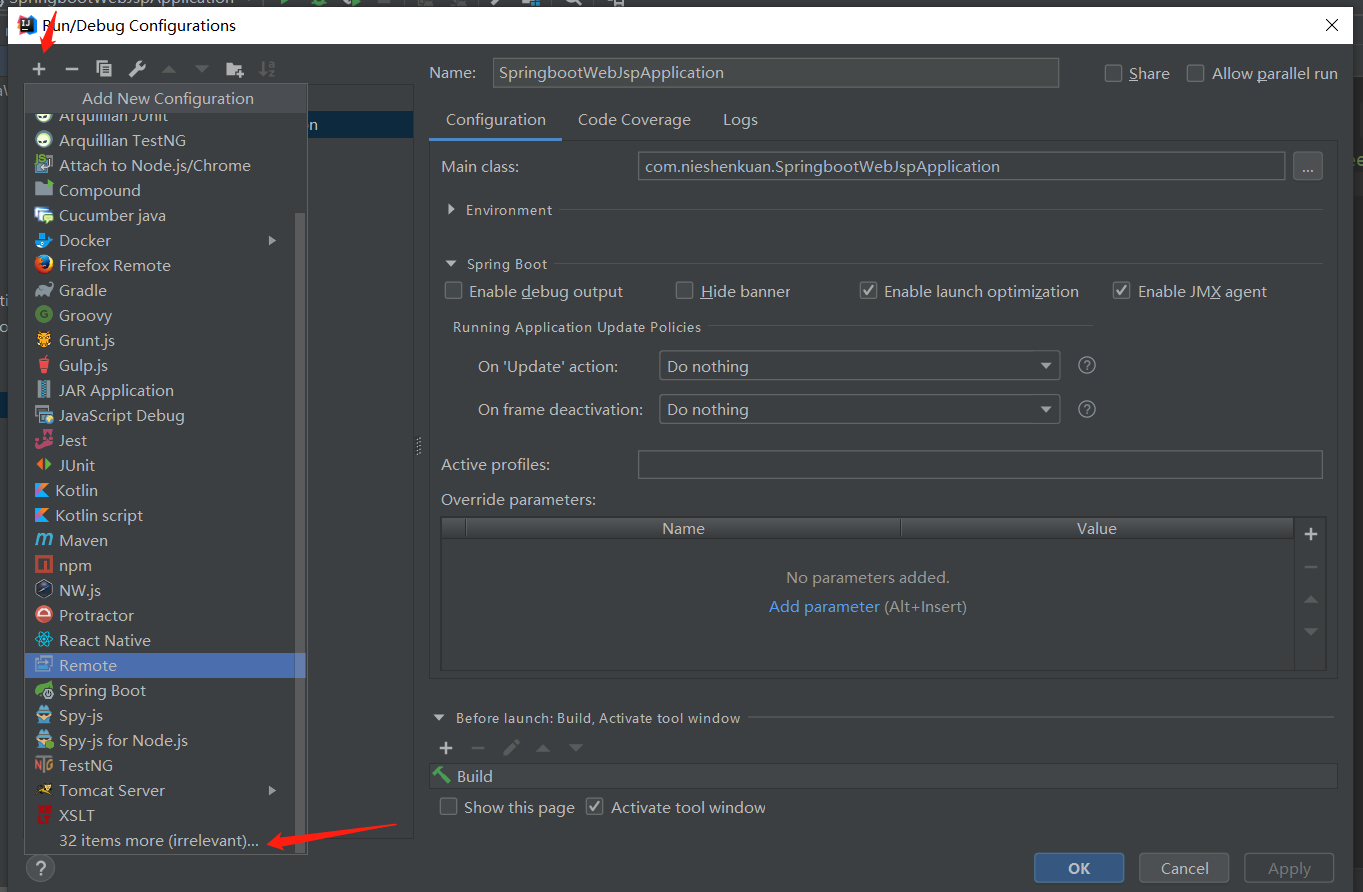 Run/Debug Configurations
Add New Configuration
Arquillian JUnit
Arquillian TestNG
Attach to Node.js/Chrome
Compound
Cucumber java
Docker
Firefox Remote
Gradle
Groovy
Grunt.js
Gulp.js
JAR Application
JavaScript Debug
Jest
JUnit
Kotlin
Kotlin script
Maven
npm
NW.js
Protractor
React Native
Remote
Spring Boot
Spy-js
Spy-js for Node.js
TestNG
Tomcat Server
XSLT
32 items more (irrelevant)...
Name: SpringbootWebJspApplication Share Allow parallel run
Configuration Code Coverage Logs
Main class: com.nieshenkuan.SpringbootWebJspApplication ...
Environment
Spring Boot
Enable debug output Hide banner Enable launch optimization Enable JMX agent
Running Application Update Policies
On 'Update' action: Do nothing ?
On frame deactivation: Do nothing ?
Active profiles:
Override parameters:
Name Value
No parameters added.
Add parameter (Alt+Insert)
Before launch: Build, Activate tool window
Build
Show this page Activate tool window
? OK Cancel Apply